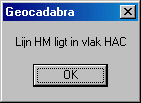 Geocadabra
Lijn HM ligt in vlak HAC
OK